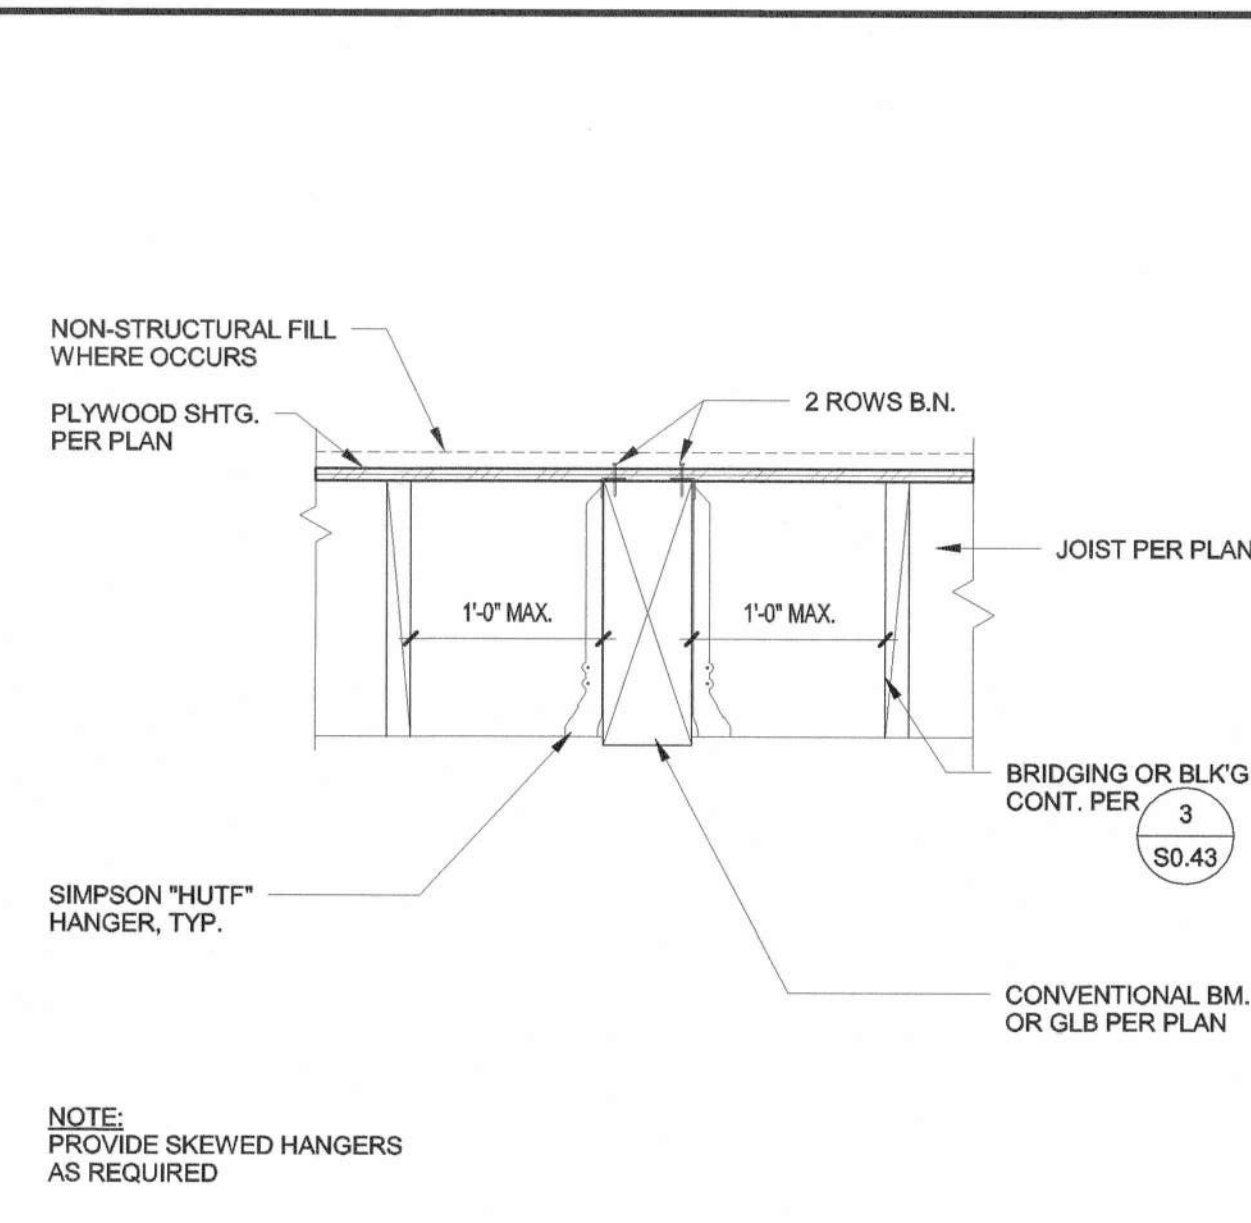 NON-STRUCTURAL FILL
WHERE OCCURS
PLYWOOD SHTG.
PER PLAN
2 ROWS B.N.
JOIST PER PLAN
1'-0" MAX.
1'-0" MAX.
BRIDGING OR BLK'G
CONT. PER
3
S0.43
SIMPSON "HUTF"
HANGER, TYP.
CONVENTIONAL BM.
OR GLB PER PLAN
NOTE:
PROVIDE SKEWED HANGERS
AS REQUIRED